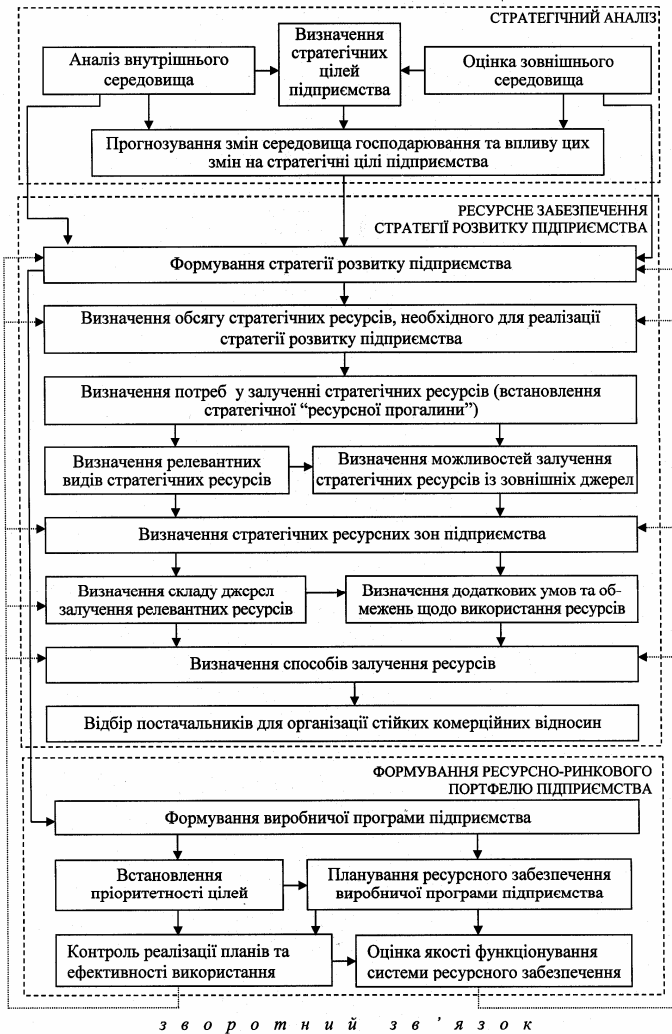 СТРАТЕГІЧНИЙ АНАЛІЗ
Аналіз внутрішнього
середовища
Визначення
стратегічних
цілей
підприємства
Оцінка зовнішнього
середовища
Прогнозування змін середовища господарювання та впливу цих
змін на стратегічні цілі підприємства
РЕСУРСНЕ ЗАБЕЗПЕЧЕННЯ
СТРАТЕГІЇ РОЗВИТКУ ПІДПРИЄМСТВА
Формування стратегії розвитку підприємства
Визначення обсягу стратегічних ресурсів, необхідного для реалізації
стратегії розвитку підприємства
Визначення потреб у залученні стратегічних ресурсів (встановлення
стратегічної “ресурсної прогалини”)
Визначення релевантних
видів стратегічних ресурсів
Визначення можливостей залучення
стратегічних ресурсів із зовнішніх джерел
Визначення стратегічних ресурсних зон підприємства
Визначення складу джерел
залучення релевантних ресурсів
Визначення додаткових умов та об-
межень щодо використання ресурсів
Визначення способів залучення ресурсів
Відбір постачальників для організації стійких комерційних відносин
ФОРМУВАННЯ РЕСУРСНО-РИНКОВОГО
ПОРТФЕЛЮ ПІДПРИЄМСТВА
Формування виробничої програми підприємства
Встановлення
пріоритетності цілей
Планування ресурсного забезпечення
виробничої програми підприємства
Контроль реалізації планів та
ефективності використання
Оцінка якості функціонування
системи ресурсного забезпечення
зворотний зв’язок